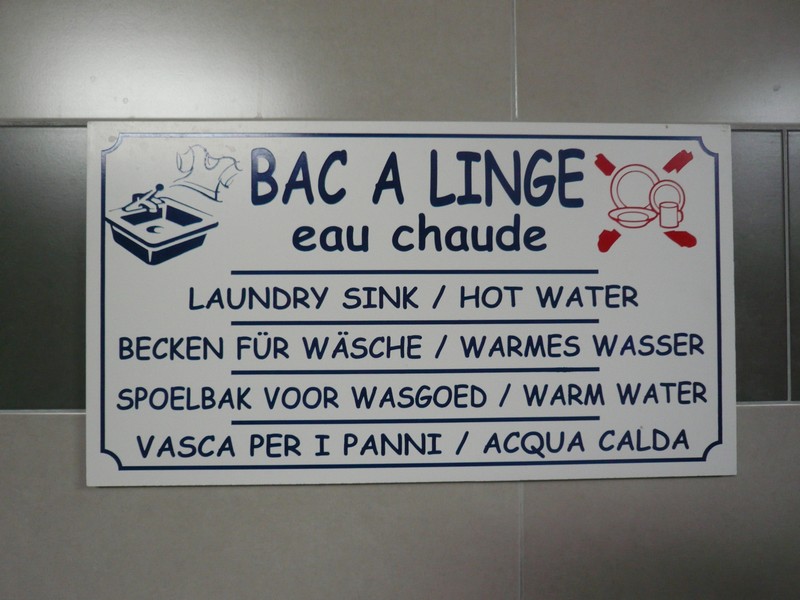 BAC A LINGE
eau chaude
LAUNDRY SINK / HOT WATER
BECKEN FÜR WÄSCHE / WARMES WASSER
SPOELBAK VOOR WASGOED / WARM WATER
VASCA PER I PANNI / ACQUA CALDA